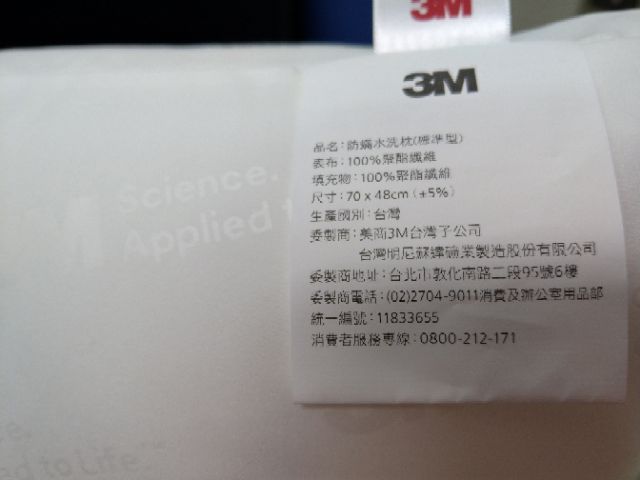 3M
3M
品名：防蟎水洗枕(標準型)
表布：100%聚酯纖維
填充物：100%聚酯纖維
尺寸：70 x 48cm (±5%)
生產國別：台灣
委製商：美商3M台灣子公司
台灣明尼蘇達礦業製造股份有限公司
委製商地址：台北市敦化南路二段95號6樓
委製商電話：(02)2704-9011消費及辦公室用品部
統一編號：11833655
消費者服務專線：0800-212-171
Science.
Applied t
e.
ed to Life.™